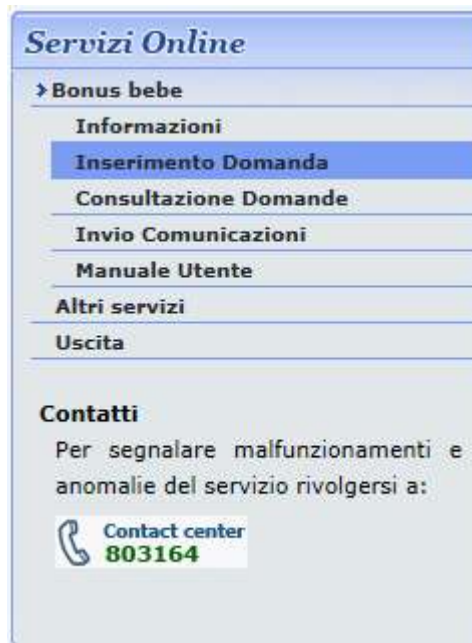 Servizi Online
Bonus bebe
Informazioni
Inserimento Domanda
Consultazione Domande
Invio Comunicazioni
Manuale Utente
Altri servizi
Uscita
Contatti
Per segnalare malfunzionamenti e
anomalie del servizio rivolgersi a:
Contact center
803164